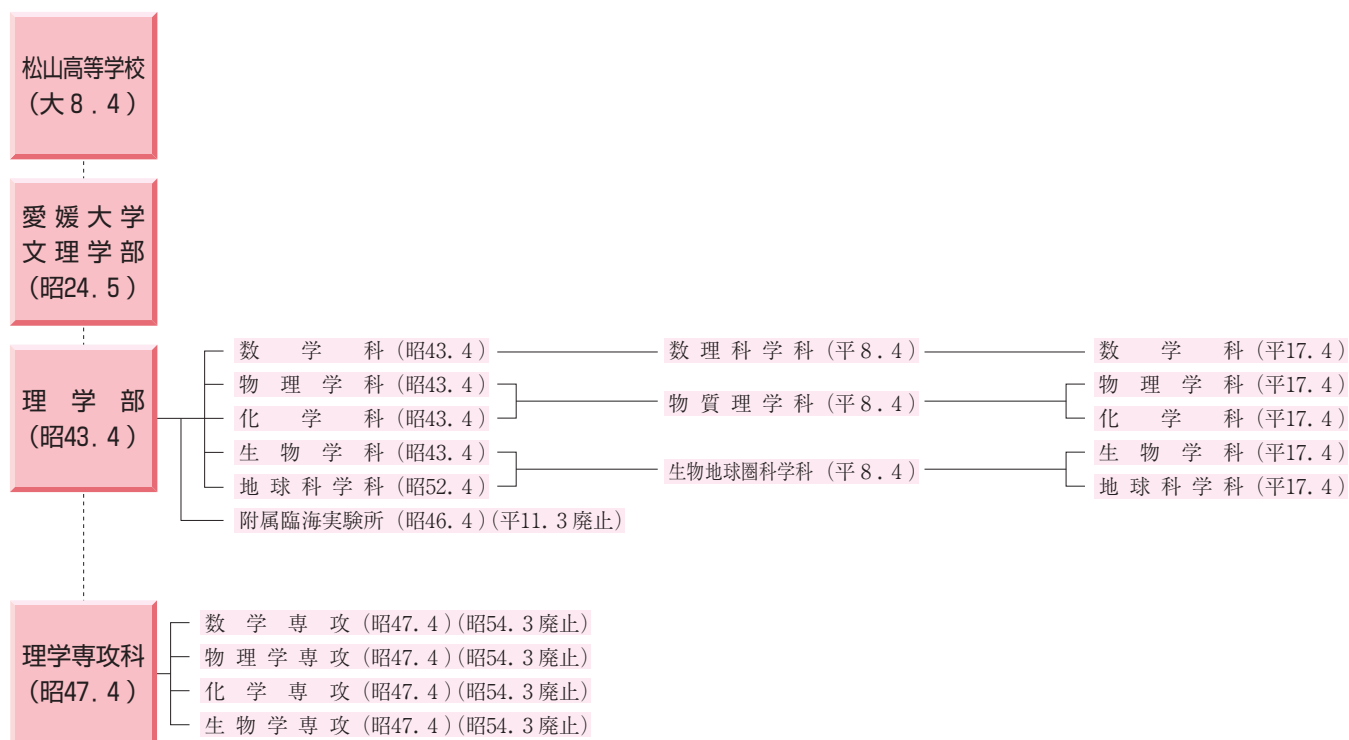 松山高等学校
(大8.4)
愛媛大学
文理学部
(昭24.5)
理学部
(昭43.4)
数学科(昭43.4) 数理科学科(平8.4) 数学科(平17.4)
物理学科(昭43.4) 物理学科(平17.4)
物質理学科(平8.4)
化学科(昭43.4) 化学科(平17.4)
生物学科(昭43.4) 生物学科(平17.4)
生物地球圏科学科(平8.4)
地球科学科(昭52.4) 地球科学科(平17.4)
附属臨海実験所(昭46.4)(平11.3廃止)
理学専攻科
(昭47.4)
数学専攻(昭47.4)(昭54.3廃止)
物理学専攻(昭47.4)(昭54.3廃止)
化学専攻(昭47.4)(昭54.3廃止)
生物学専攻(昭47.4)(昭54.3廃止)